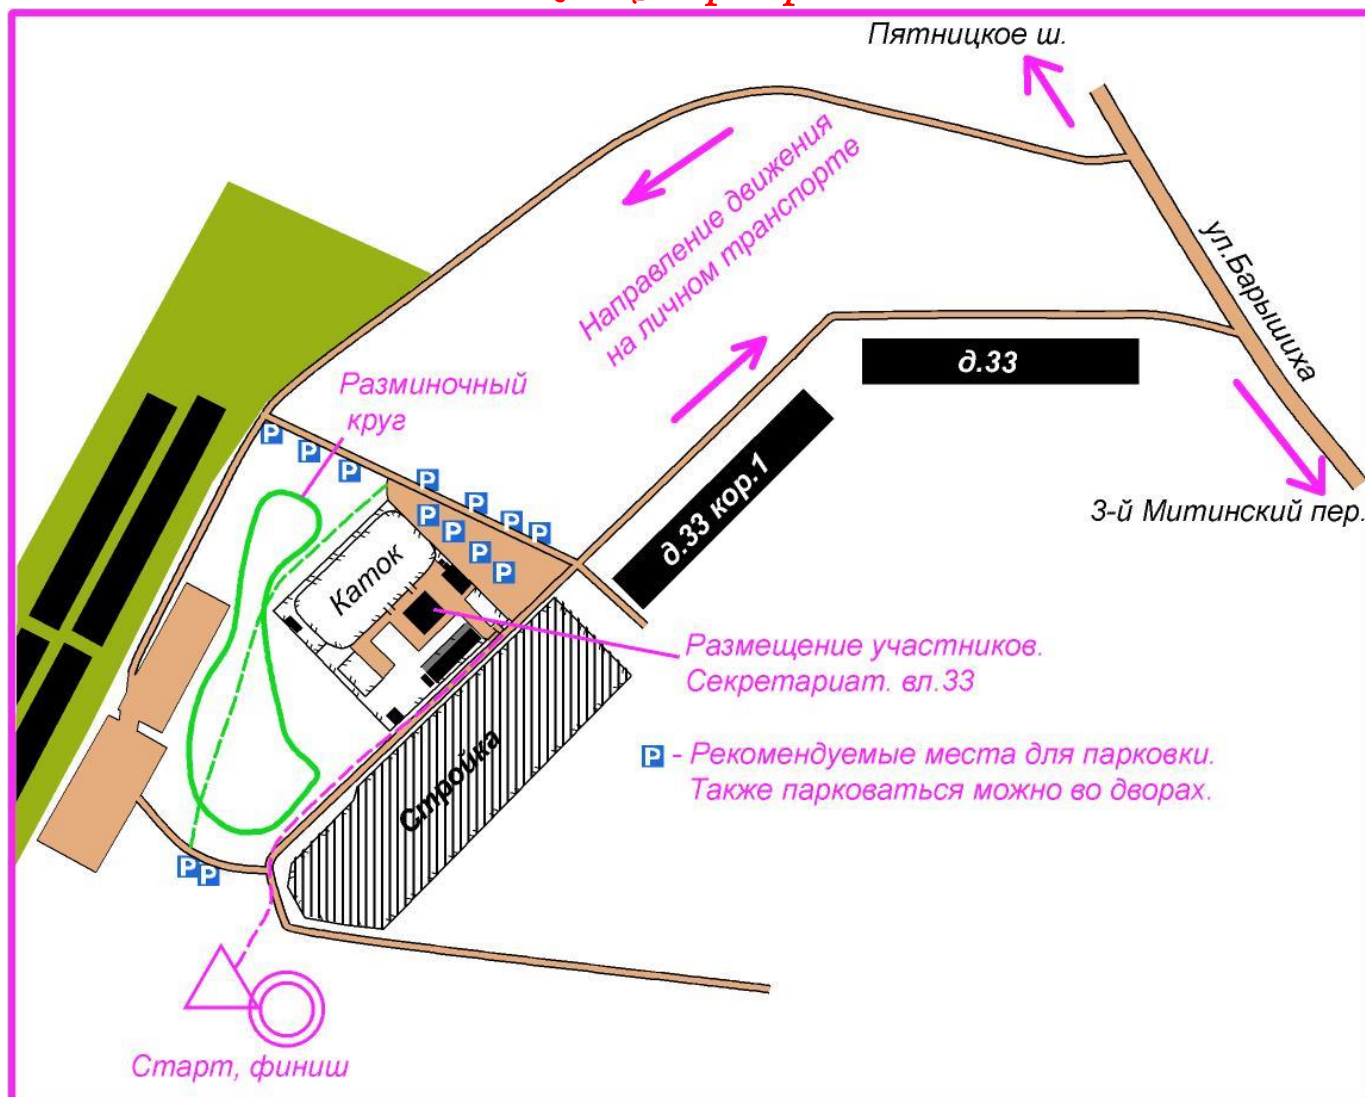 Пятницкое ш.
Направление движения
на личном транспорте
ул.Барышиха
д.33
Разминочный
круг
д.33 кор.1
3-й Митинский пер.
P
P
P
P
P
P
P
P
P
P
P
Каток
Размещение участников.
Секретариат. вл.33
P - Рекомендуемые места для парковки.
Также парковаться можно во дворах.
Стройка
P
P
Старт, финиш